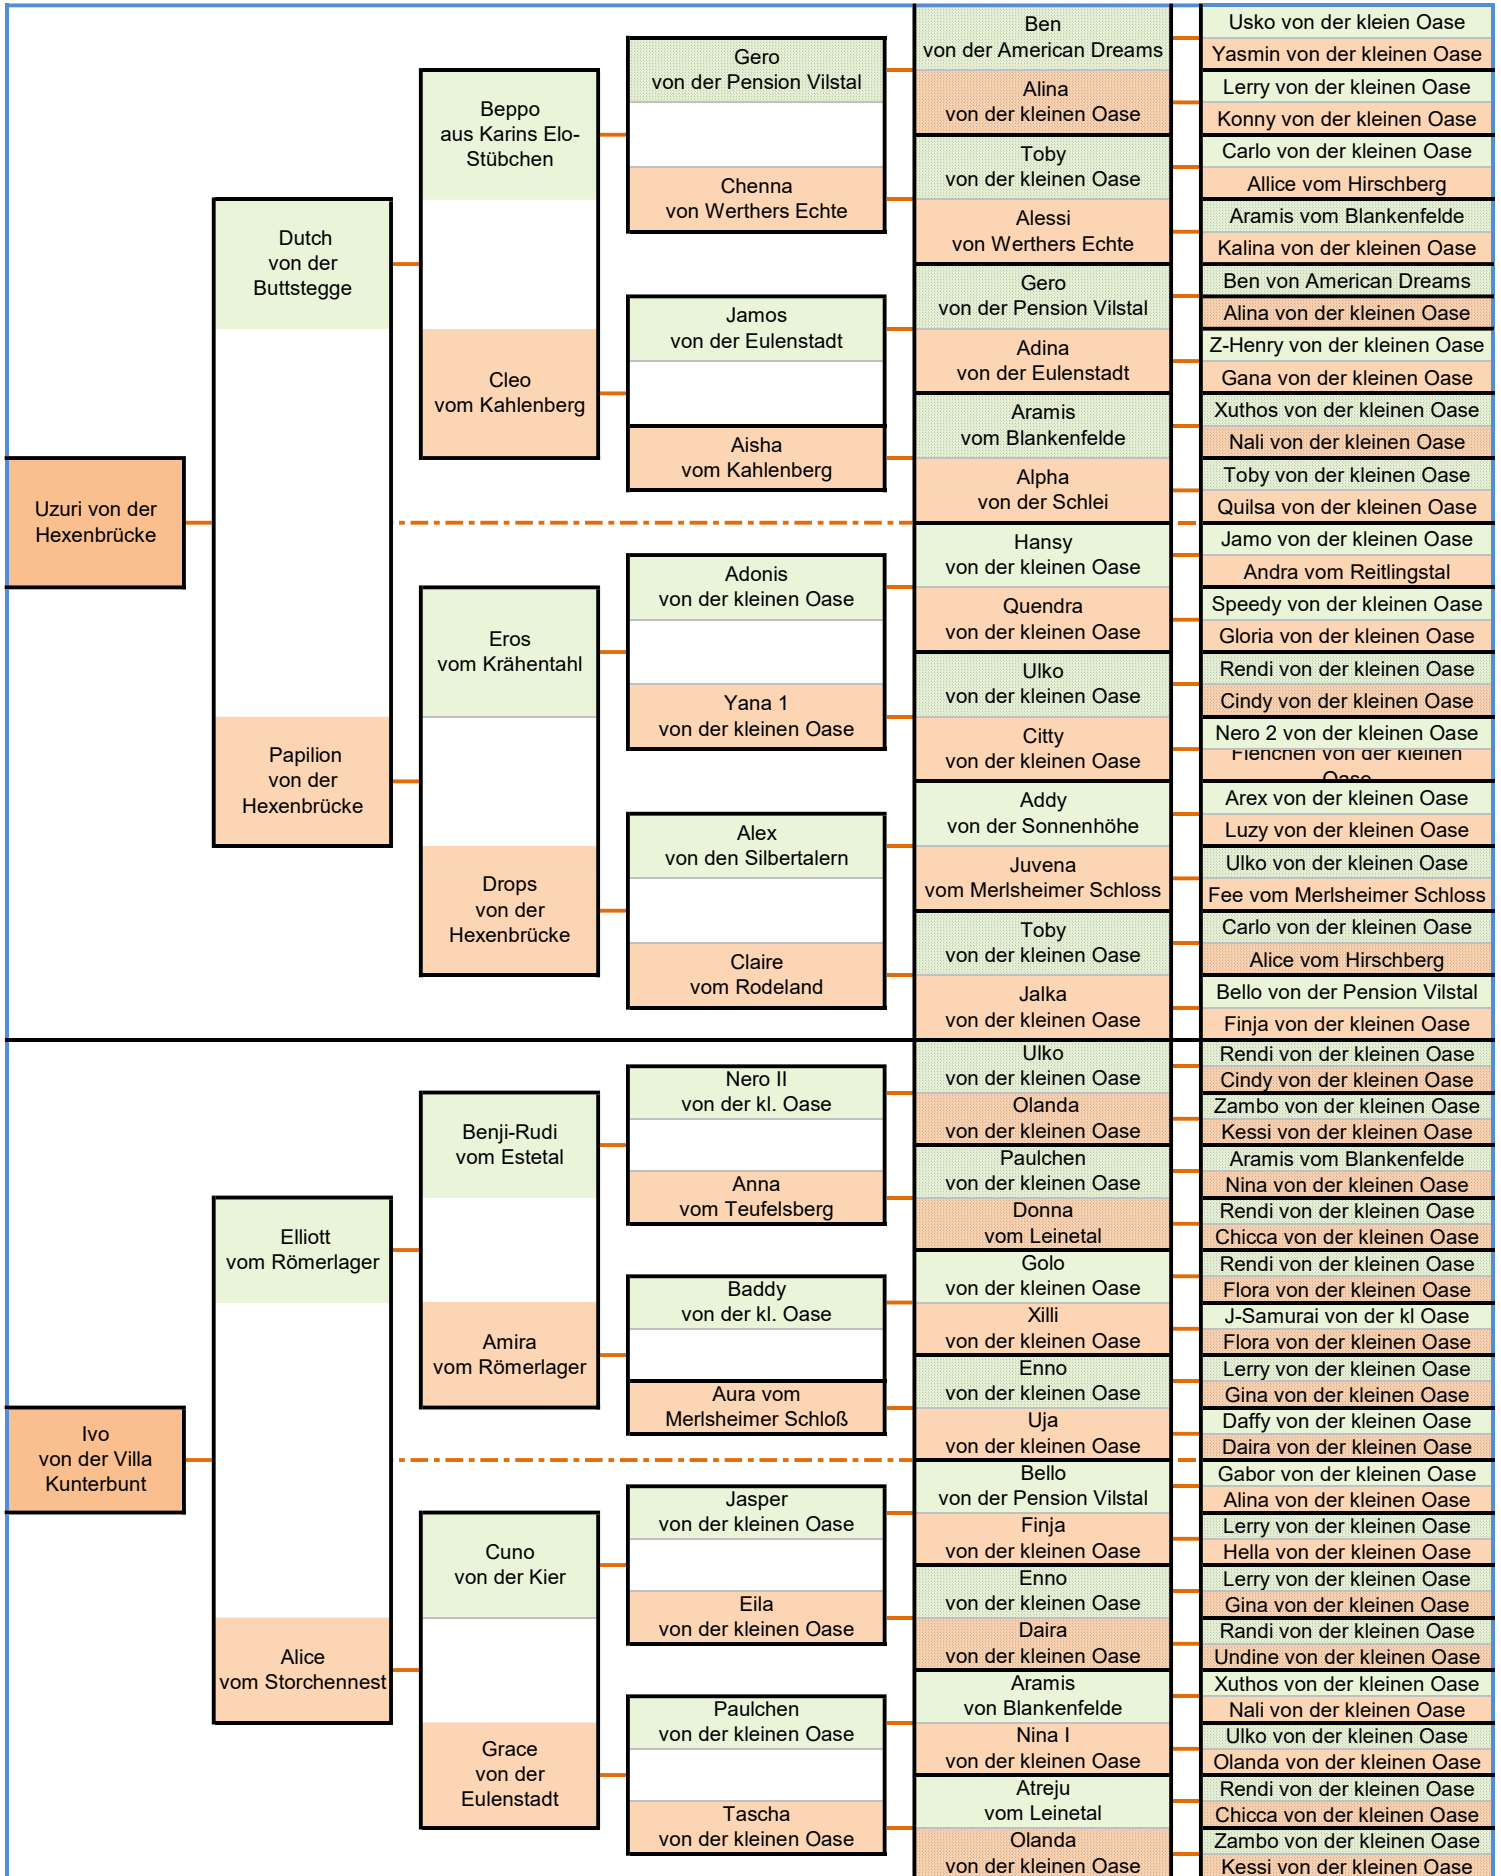 Uzuri von der
Hexenbrücke
Ivo
von der Villa
Kunterbunt
Dutch
von der
Buttstegge
Papilion
von der
Hexenbrücke
Elliott
vom Römerlager
Alice
vom Storchennest
Beppo
aus Karins Elo-
Stübchen
Cleo
vom Kahlenberg
Eros
vom Krähentahl
Drops
von der
Hexenbrücke
Benji-Rudi
vom Estetal
Amira
vom Römerlager
Cuno
von der Kier
Grace
von der
Eulenstadt
Gero
von der Pension Vilstal
Chenna
von Werthers Echte
Jamos
von der Eulenstadt
Aisha
vom Kahlenberg
Adonis
von der kleinen Oase
Yana 1
von der kleinen Oase
Alex
von den Silbertalern
Claire
vom Rodeland
Nero II
von der kl. Oase
Anna
vom Teufelsberg
Baddy
von der kl. Oase
Aura vom
Merlsheimer Schloß
Jasper
von der kleinen Oase
Eila
von der kleinen Oase
Paulchen
von der kleinen Oase
Tascha
von der kleinen Oase
Ben
von der American Dreams
Alina
von der kleinen Oase
Toby
von der kleinen Oase
Alessi
von Werthers Echte
Gero
von der Pension Vilstal
Adina
von der Eulenstadt
Aramis
vom Blankenfelde
Alpha
von der Schlei
Hansy
von der kleinen Oase
Quendra
von der kleinen Oase
Ulko
von der kleinen Oase
Citty
von der kleinen Oase
Addy
von der Sonnenhöhe
Juvena
vom Merlsheimer Schloss
Toby
von der kleinen Oase
Jalka
von der kleinen Oase
Ulko
von der kleinen Oase
Olanda
von der kleinen Oase
Paulchen
von der kleinen Oase
Donna
vom Leinetal
Golo
von der kleinen Oase
Xilli
von der kleinen Oase
Enno
von der kleinen Oase
Uja
von der kleinen Oase
Bello
von der Pension Vilstal
Finja
von der kleinen Oase
Enno
von der kleinen Oase
Daira
von der kleinen Oase
Aramis
von Blankenfelde
Nina I
von der kleinen Oase
Atreju
vom Leinetal
Olanda
von der kleinen Oase
Usko von der kleien Oase
Yasmin von der kleinen Oase
Lerry von der kleinen Oase
Konny von der kleinen Oase
Carlo von der kleinen Oase
Allice vom Hirschberg
Aramis vom Blankenfelde
Kalina von der kleinen Oase
Ben von American Dreams
Alina von der kleinen Oase
Z-Henry von der kleinen Oase
Gana von der kleinen Oase
Xuthos von der kleinen Oase
Nali von der kleinen Oase
Toby von der kleinen Oase
Quilsa von der kleinen Oase
Jamo von der kleinen Oase
Andra vom Reitlingstal
Speedy von der kleinen Oase
Gloria von der kleinen Oase
Rendi von der kleinen Oase
Cindy von der kleinen Oase
Nero 2 von der kleinen Oase
Fienchen von der kleinen
Oase
Arex von der kleinen Oase
Luzy von der kleinen Oase
Ulko von der kleinen Oase
Fee vom Merlsheimer Schloss
Carlo von der kleinen Oase
Alice vom Hirschberg
Bello von der Pension Vilstal
Finja von der kleinen Oase
Rendi von der kleinen Oase
Cindy von der kleinen Oase
Zambo von der kleinen Oase
Kessi von der kleinen Oase
Aramis vom Blankenfelde
Nina von der kleinen Oase
Rendi von der kleinen Oase
Chicca von der kleinen Oase
Rendi von der kleinen Oase
Flora von der kleinen Oase
J-Samurai von der kl Oase
Flora von der kleinen Oase
Lerry von der kleinen Oase
Gina von der kleinen Oase
Daffy von der kleinen Oase
Daira von der kleinen Oase
Gabor von der kleinen Oase
Alina von der kleinen Oase
Lerry von der kleinen Oase
Hella von der kleinen Oase
Lerry von der kleinen Oase
Gina von der kleinen Oase
Randi von der kleinen Oase
Undine von der kleinen Oase
Xuthos von der kleinen Oase
Nali von der kleinen Oase
Ulko von der kleinen Oase
Olanda von der kleinen Oase
Rendi von der kleinen Oase
Chicca von der kleinen Oase
Zambo von der kleinen Oase
Kessi von der kleinen Oase